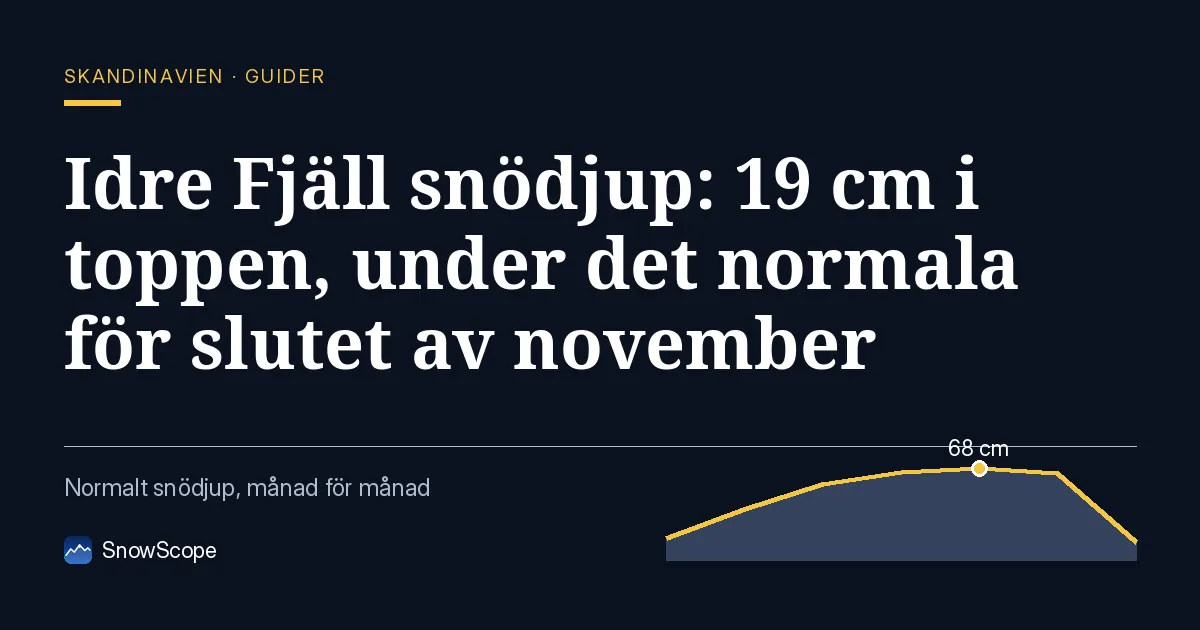 SKANDINAVIEN · GUIDER
Idre Fjäll snödjup: 19 cm i
toppen, under det normala
för slutet av november
68 cm
Normalt snödjup, månad för månad
SnowScope